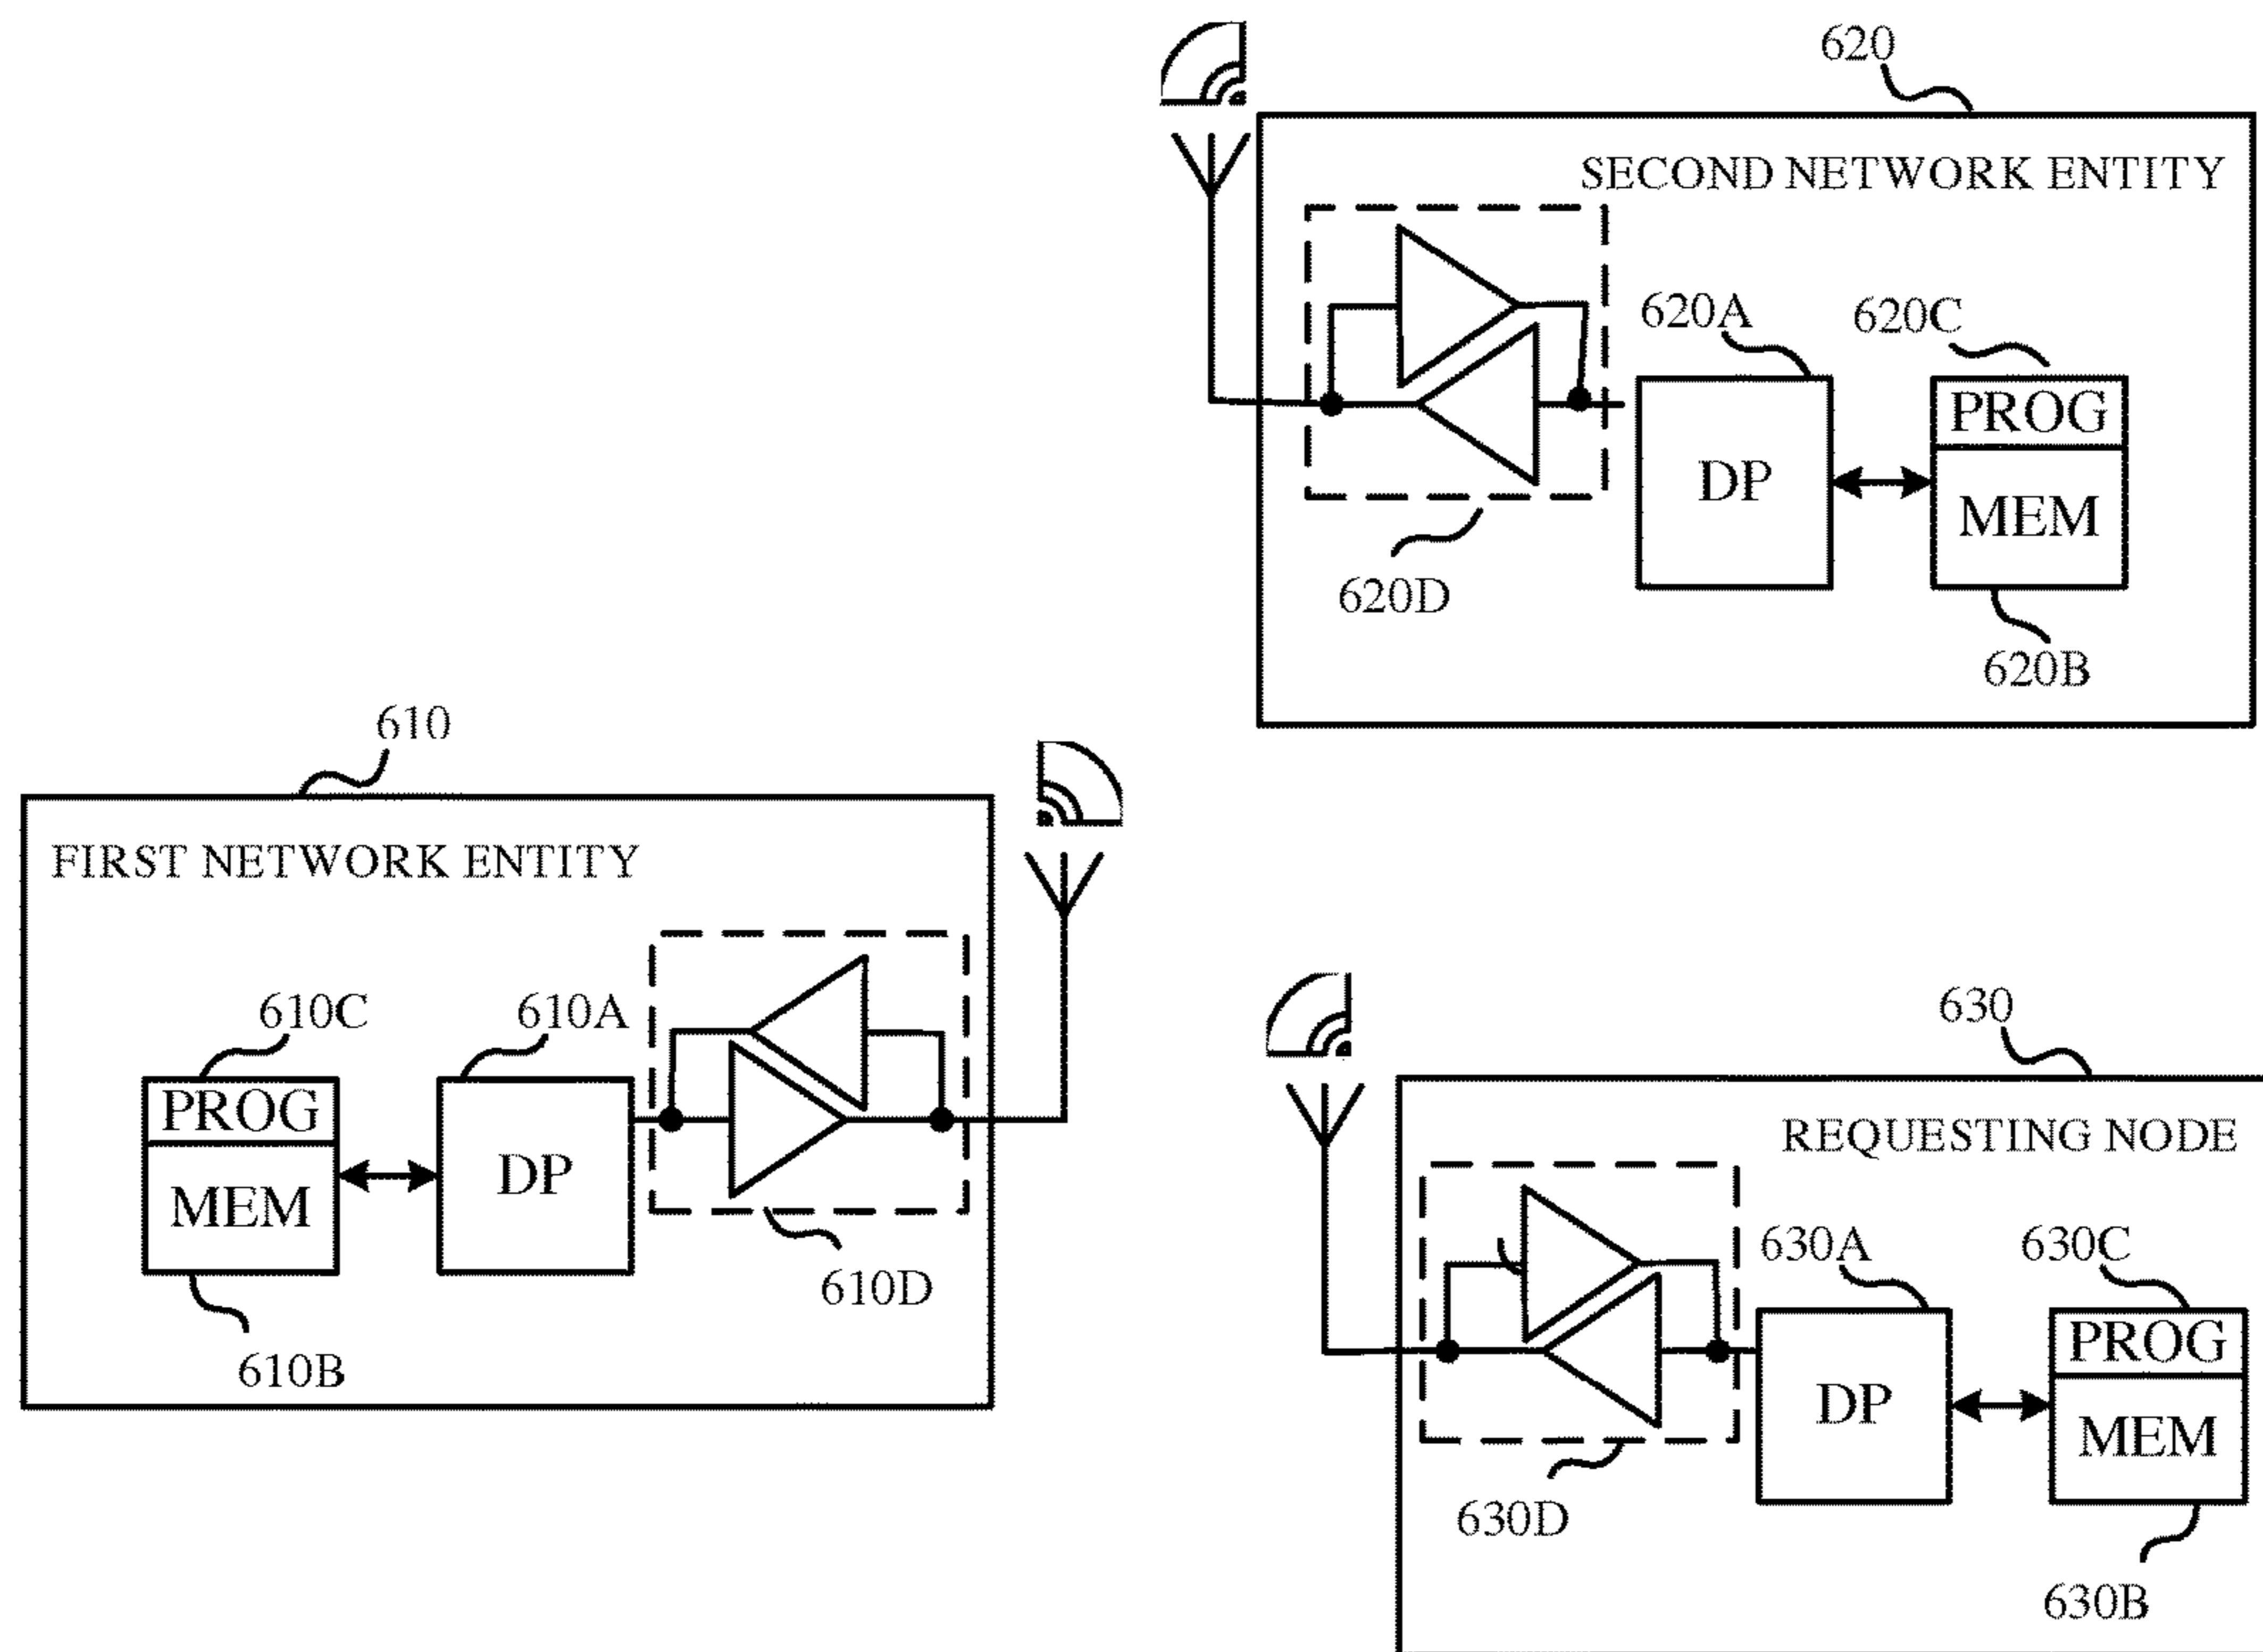 620
SECOND NETWORK ENTITY
620A
620C
PROG
DP
MEM
620D
620B
610
FIRST NETWORK ENTITY
610C
610A
PROG
DP
MEM
610D
610B
630
REQUESTING NODE
630A
630C
PROG
DP
MEM
630D
630B